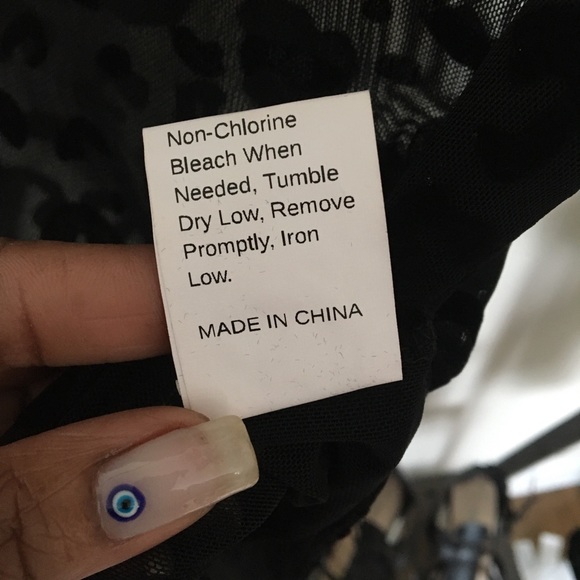 Non-Chlorine
Bleach When
Needed, Tumble
Dry Low, Remove
Promptly, Iron
Low.
MADE IN CHINA